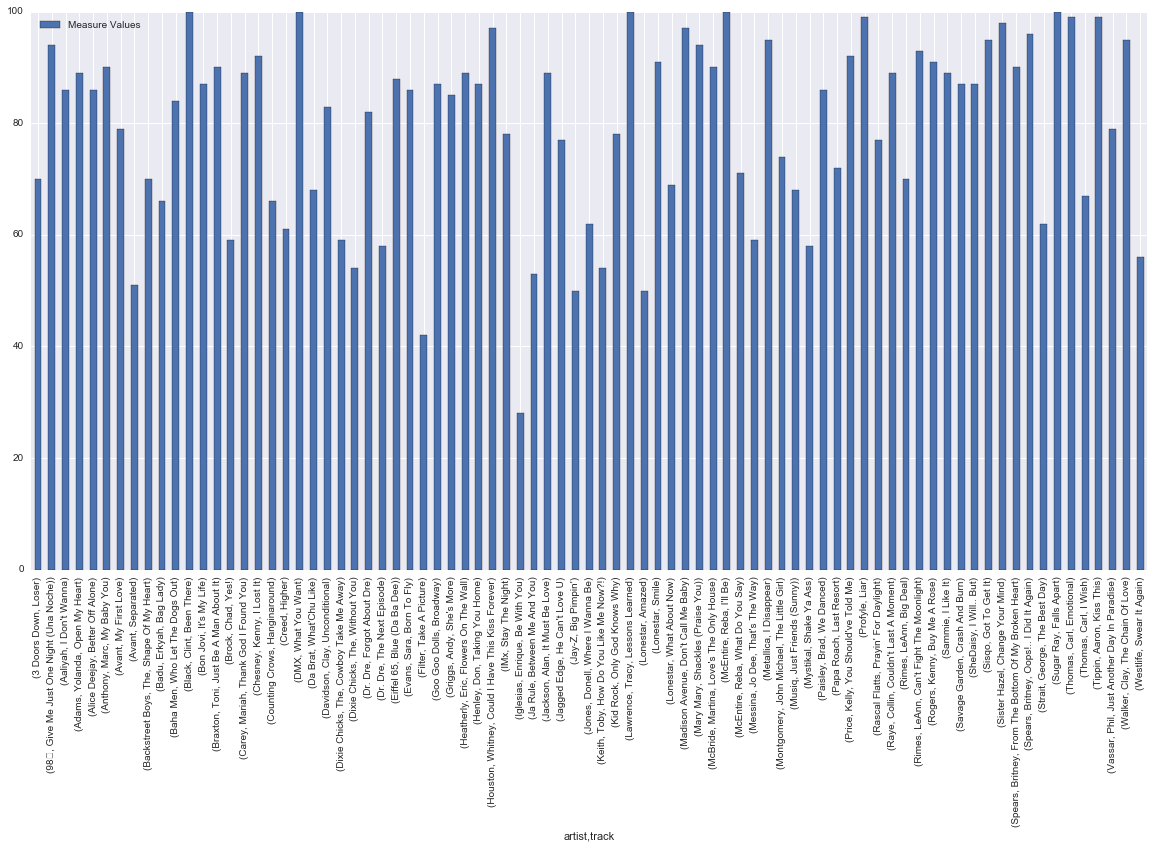 100
Measure Values
80
60
40
20
0
(3 Doors Down, Loser)
(98□, Give Me Just One Night (Una Noche))
(Aaliyah, I Don't Wanna)
(Adams, Yolanda, Open My Heart)
(Alice Deejay, Better Off Alone)
(Anthony, Marc, My Baby You)
(Avant, My First Love)
(Avant, Separated)
(Backstreet Boys, The, Shape Of My Heart)
(Badu, Erkyah, Bag Lady)
(Baha Men, Who Let The Dogs Out)
(Black, Clint, Been There)
(Bon Jovi, It's My Life)
(Braxton, Toni, Just Be A Man About It)
(Brock, Chad, Yes!)
(Carey, Mariah, Thank God I Found You)
(Chesney, Kenny, I Lost It)
(Counting Crows, Hanginaround)
(Creed, Higher)
(DMX, What You Want)
(Da Brat, What'Chu Like)
(Davidson, Clay, Unconditional)
(Dixie Chicks, The, Cowboy Take Me Away)
(Dixie Chicks, The, Without You)
(Dr. Dre, Forgot About Dre)
(Dr. Dre, The Next Episode)
(Eiffel 65, Blue (Da Ba Dee))
(Evans, Sara, Born To Fly)
(Filter, Take A Picture)
(Goo Goo Dolls, Broadway)
(Griggs, Andy, She's More)
(Heatherly, Eric, Flowers On The Wall)
(Henley, Don, Taking You Home)
(Houston, Whitney, Could I Have This Kiss Forever)
(IMx, Stay The Night)
(Iglesias, Enrique, Be With You)
(Ja Rule, Between Me And You)
(Jackson, Alan, It Must Be Love)
(Jagged Edge, He Can't Love U)
(Jay-Z, Big Pimpin')
(Jones, Donell, Where I Wanna Be)
(Keith, Toby, How Do You Like Me Now?!)
(Kid Rock, Only God Knows Why)
(Lawrence, Tracy, Lessons Learned)
(Lonestar, Amazed)
(Lonestar, Smile)
(Lonestar, What About Now)
(Madison Avenue, Don't Call Me Baby)
(Mary Mary, Shackles (Praise You))
(McBride, Martina, Love's The Only House)
(McEntire, Reba, I'll Be)
(McEntire, Reba, What Do You Say)
(Messina, Jo Dee, That's The Way)
(Metallica, I Disappear)
(Montgomery, John Michael, The Little Girl)
(Musiq, Just Friends (Sunny))
(Mystikal, Shake Ya Ass)
(Paisley, Brad, We Danced)
(Papa Roach, Last Resort)
(Price, Kelly, You Should've Told Me)
(Profyle, Liar)
(Rascal Flatts, Prayin' For Daylight)
(Raye, Collin, Couldn't Last A Moment)
(Rimes, LeAnn, Big Deal)
(Rimes, LeAnn, Can't Fight The Moonlight)
(Rogers, Kenny, Buy Me A Rose)
(Sammie, I Like It)
(Savage Garden, Crash And Burn)
(SheDaisy, I Will... But)
(Sisqo, Got To Get It)
(Sister Hazel, Change Your Mind)
(Spears, Britney, From The Bottom Of My Broken Heart)
(Spears, Britney, Oops!.. I Did It Again)
(Strait, George, The Best Day)
(Sugar Ray, Falls Apart)
(Thomas, Carl, Emotional)
(Thomas, Carl, I Wish)
(Tippin, Aaron, Kiss This)
(Vassar, Phil, Just Another Day In Paradise)
(Walker, Clay, The Chain Of Love)
(Westlife, Swear It Again)
artist,track